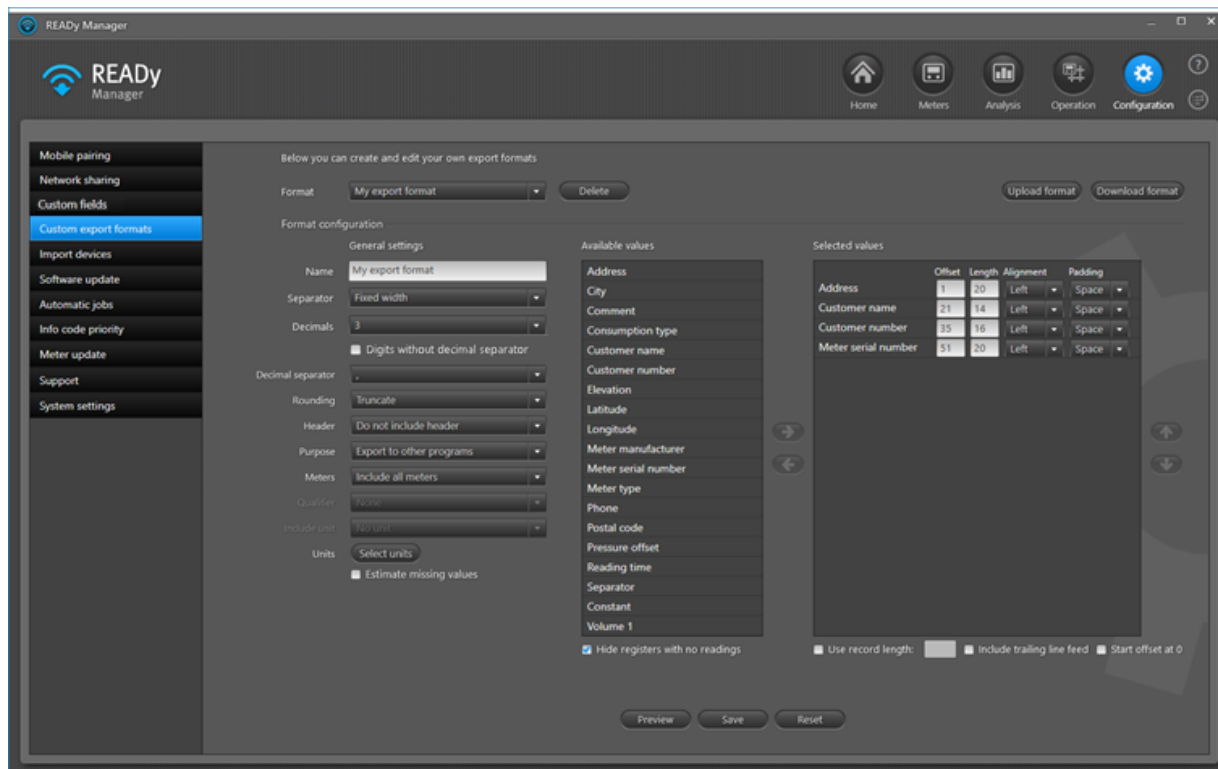 READy Manager
READy
Manager
Home Meters Analysis Operation Configuration
Mobile pairing
Network sharing
Custom fields
Custom export formats
Import devices
Software update
Automatic jobs
Info code priority
Meter update
Support
System settings
Below you can create and edit your own export formats
Format My export format Delete Upload format Download format
Format configuration
General settings
Name My export format
Separator Fixed width
Decimals 3
Digits without decimal separator
Decimal separator ,
Rounding Truncate
Header Do not include header
Purpose Export to other programs
Meters Include all meters
Qualifier None
Include unit No unit
Units Select units
Estimate missing values
Available values
Address
City
Comment
Consumption type
Customer name
Customer number
Elevation
Latitude
Longitude
Meter manufacturer
Meter serial number
Meter type
Phone
Postal code
Pressure offset
Reading time
Separator
Constant
Volume 1
Hide registers with no readings
Selected values
Offset Length Alignment Padding
Address 1 20 Left Space
Customer name 21 14 Left Space
Customer number 35 16 Left Space
Meter serial number 51 20 Left Space
Use record length: Include trailing line feed Start offset at 0
Preview Save Reset